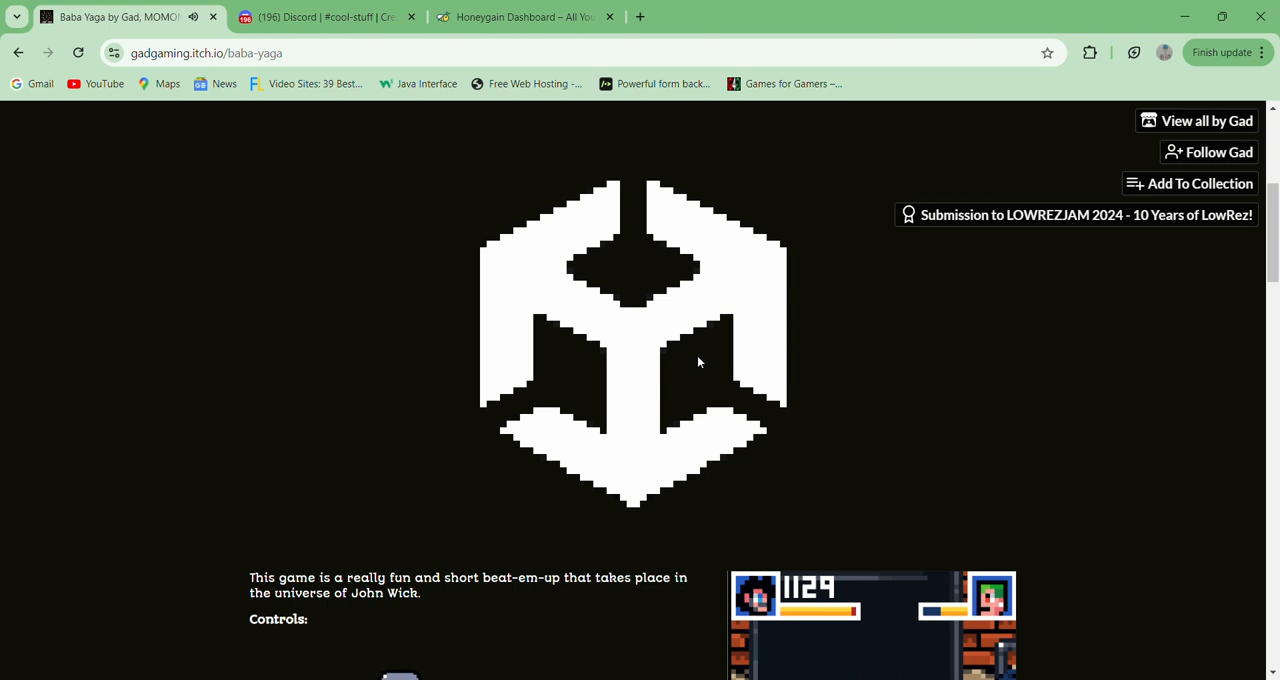 Baba Yaga by Gad, MOMO
(196) Discord | #cool-stuff | Cre
Honeygain Dashboard – All You
gadgaming.itch.io/baba-yaga
Finish update
Gmail
YouTube
Maps
News
Video Sites: 39 Best...
Java Interface
Free Web Hosting -...
Powerful form back...
Games for Gamers –...
View all by Gad
Follow Gad
Add To Collection
Submission to LOWREZJAM 2024 - 10 Years of LowRez!
This game is a really fun and short beat-em-up that takes place in
the universe of John Wick.
Controls:
1129